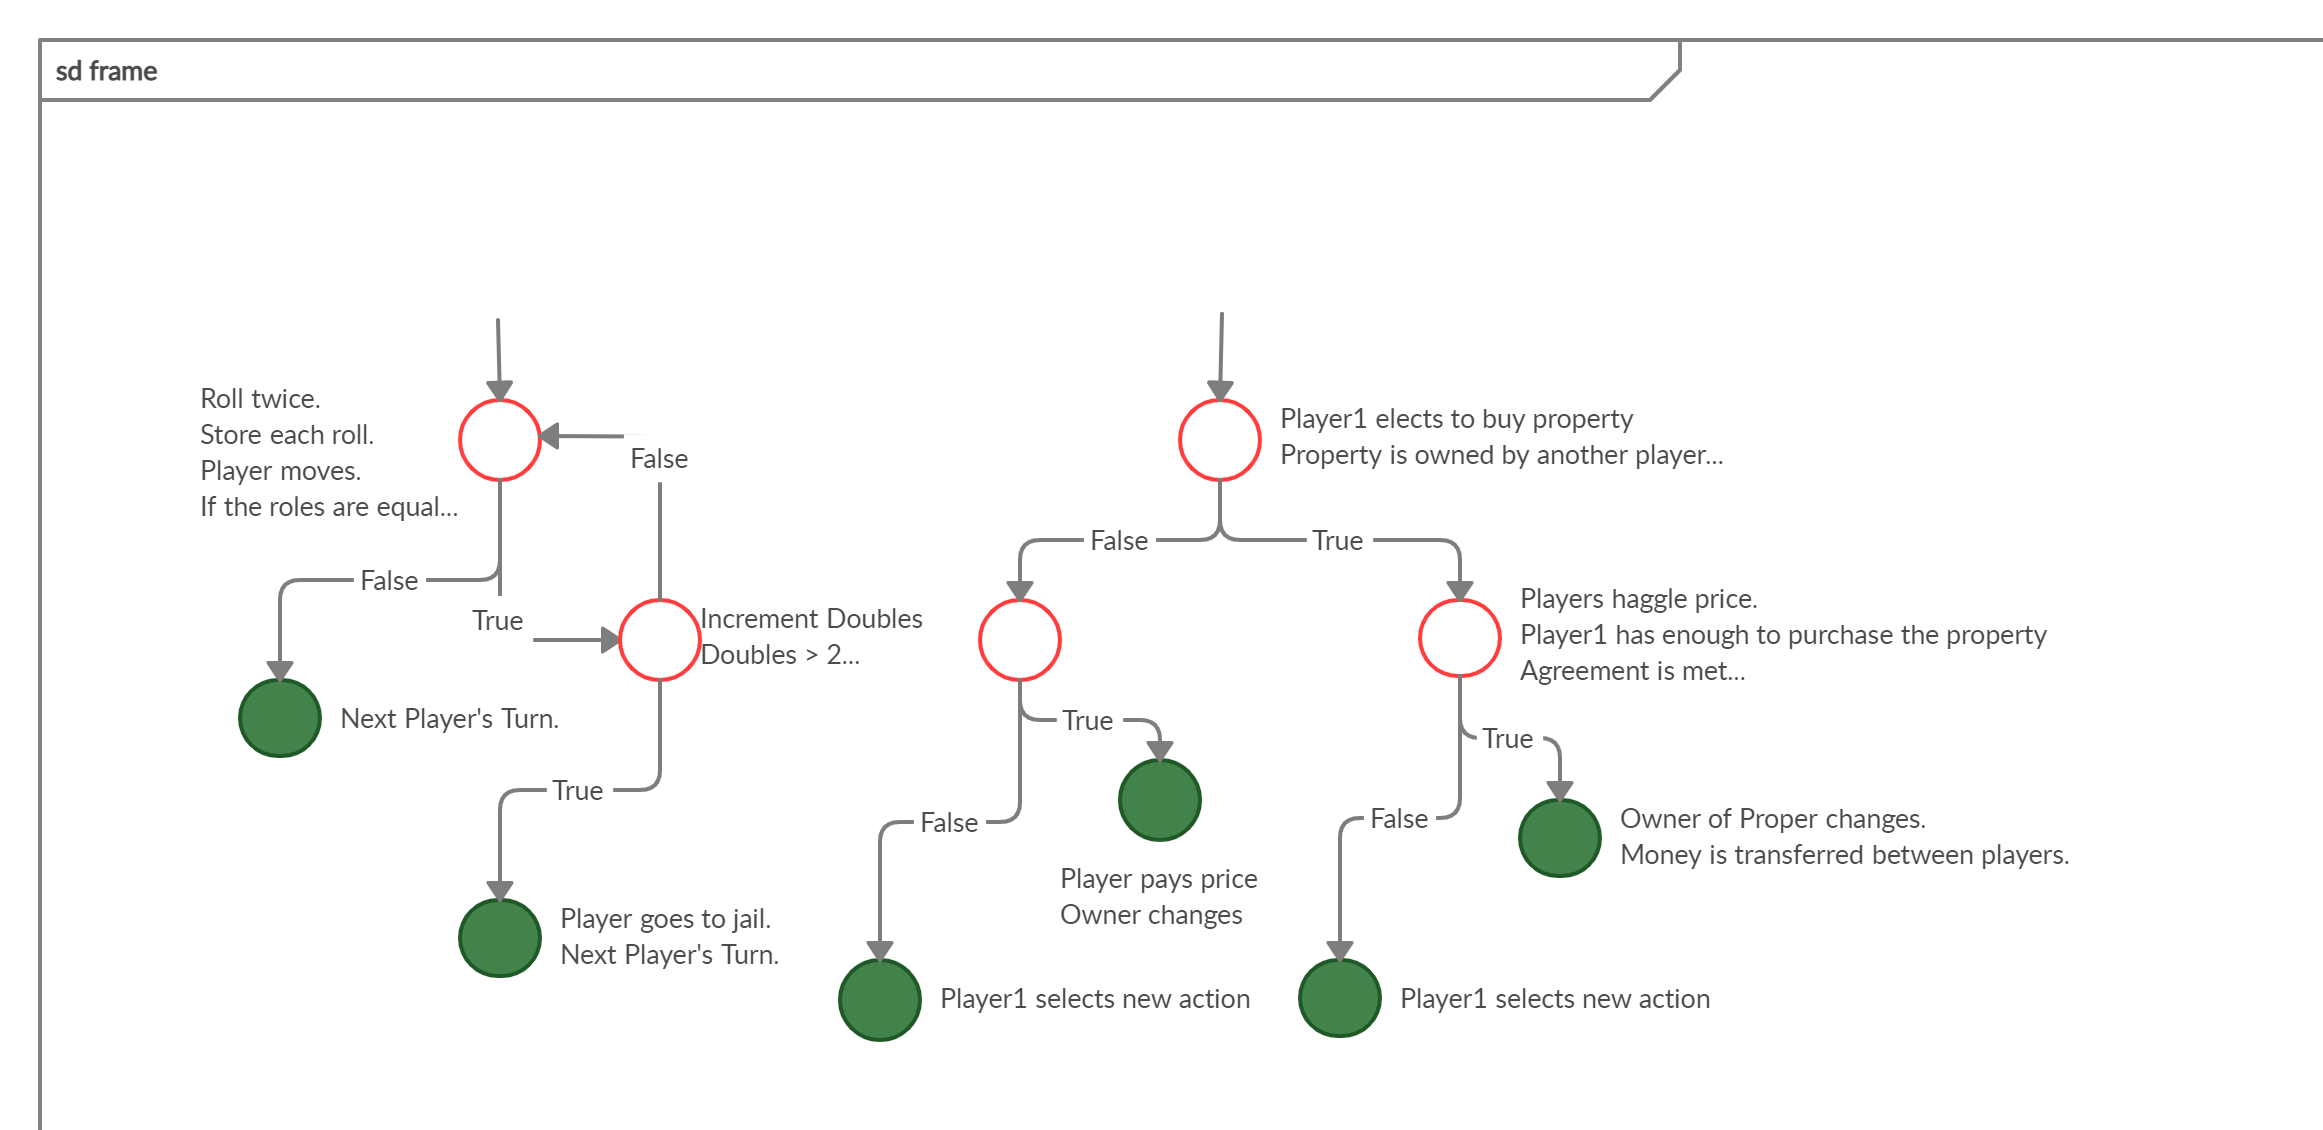 sd frame
Roll twice.
Store each roll.
Player moves.
If the roles are equal...
False
False
True
Increment Doubles
Doubles > 2...
Next Player's Turn.
True
Player goes to jail.
Next Player's Turn.
Player1 elects to buy property
Property is owned by another player...
False
True
Players haggle price.
Player1 has enough to purchase the property
Agreement is met...
True
False
Player pays price
Owner changes
Player1 selects new action
True
False
Owner of Proper changes.
Money is transferred between players.
Player1 selects new action